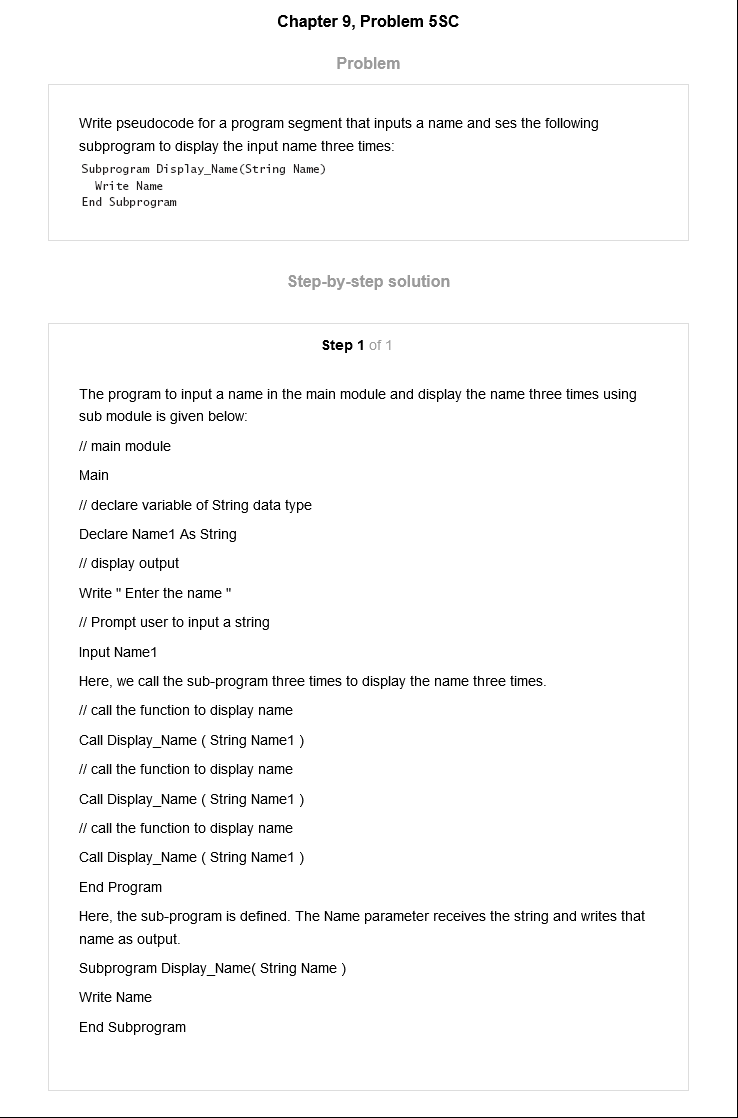 Chapter 9, Problem 5SC
Problem
Write pseudocode for a program segment that inputs a name and ses the following
subprogram to display the input name three times:
Subprogram Display_Name(String Name)
Write Name
End Subprogram
Step-by-step solution
Step 1 of 1
The program to input a name in the main module and display the name three times using
sub module is given below:
// main module
Main
// declare variable of String data type
Declare Name1 As String
// display output
Write " Enter the name "
// Prompt user to input a string
Input Name1
Here, we call the sub-program three times to display the name three times.
// call the function to display name
Call Display_Name ( String Name1 )
// call the function to display name
Call Display_Name ( String Name1 )
// call the function to display name
Call Display_Name ( String Name1 )
End Program
Here, the sub-program is defined. The Name parameter receives the string and writes that
name as output.
Subprogram Display_Name( String Name )
Write Name
End Subprogram